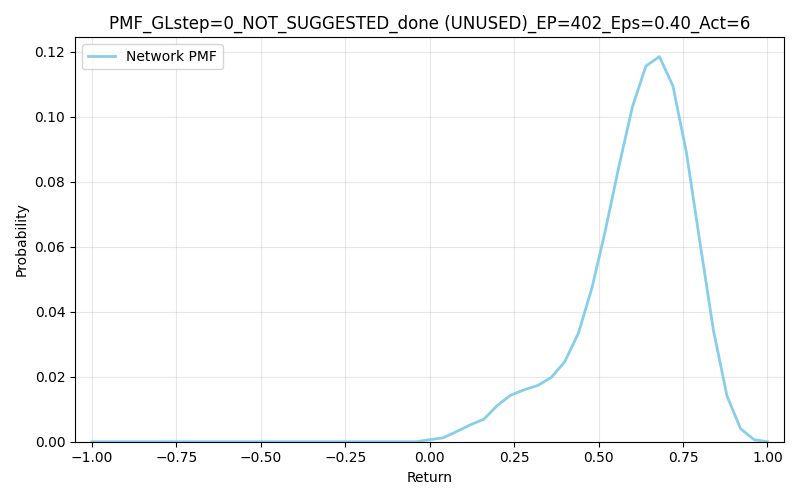 PMF_GLstep=0_NOT_SUGGESTED_done (UNUSED)_EP=402_Eps=0.40_Act=6
Network PMF
Probability
0.12
0.10
0.08
0.06
0.04
0.02
0.00
−1.00 −0.75 −0.50 −0.25 0.00 0.25 0.50 0.75 1.00
Return